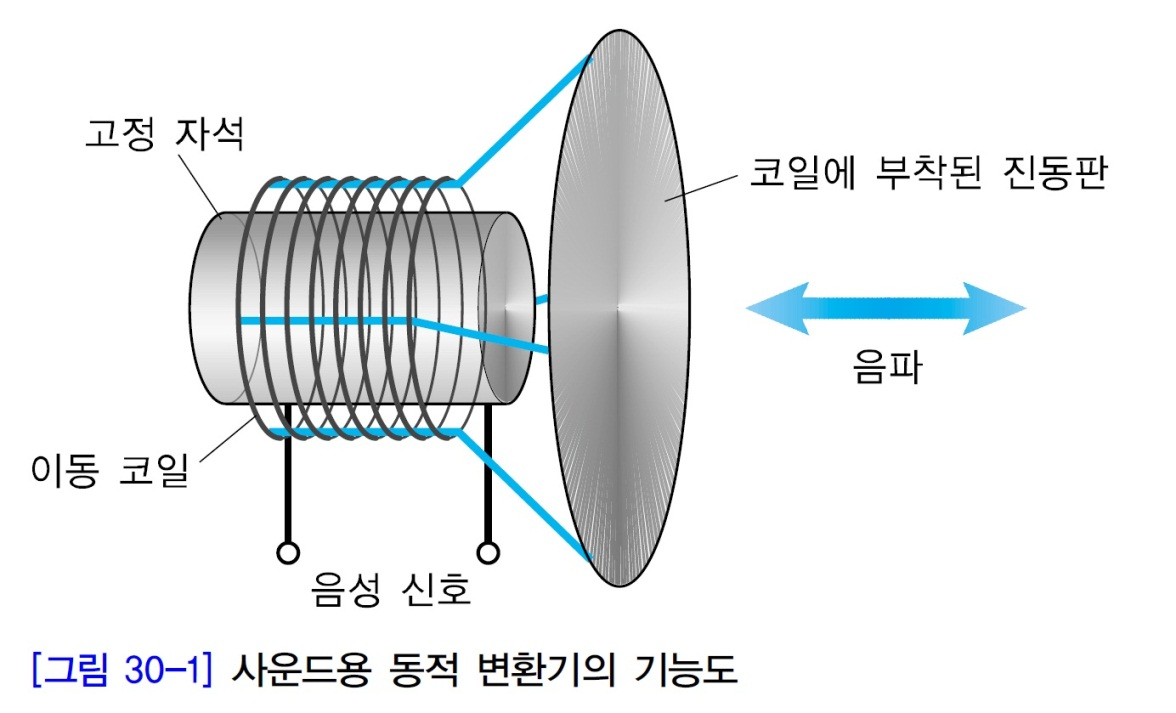 고정 자석
코일에 부착된 진동판
음파
이동 코일
음성 신호
[그림 30-1] 사운드용 동적 변환기의 기능도